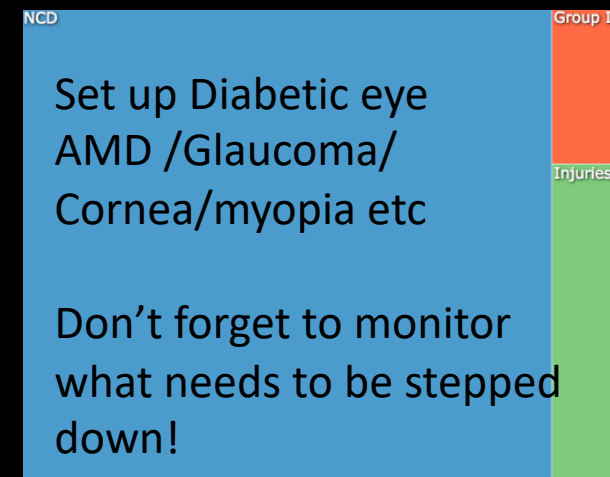 NCD
Group I
Injuries
Set up Diabetic eye
AMD /Glaucoma/
Cornea/myopia etc
Don’t forget to monitor
what needs to be stepped
down!